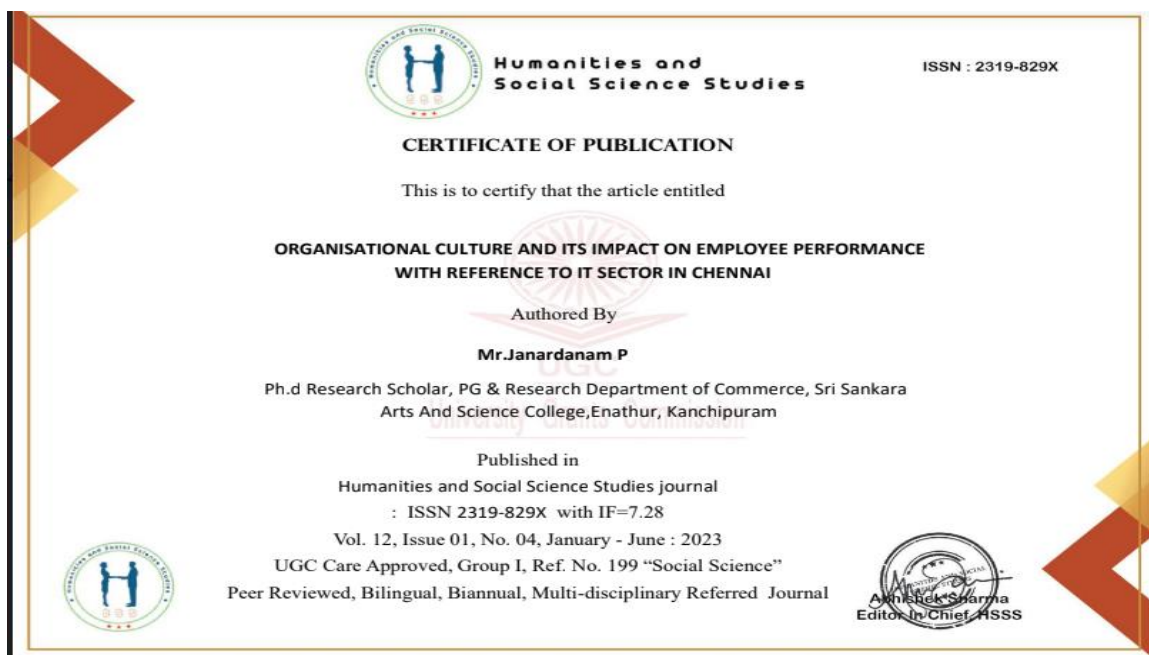 Humanities and
Social Science Studies
ISSN : 2319-829X
CERTIFICATE OF PUBLICATION
This is to certify that the article entitled
ORGANISATIONAL CULTURE AND ITS IMPACT ON EMPLOYEE PERFORMANCE
WITH REFERENCE TO IT SECTOR IN CHENNAI
Authored By
Mr.Janardanam P
UGC
Ph.d Research Scholar, PG & Research Department of Commerce, Sri Sankara
Arts And Science College,Enathur, Kanchipuram
University Grants Commission
Published in
Humanities and Social Science Studies journal
: ISSN 2319-829X with IF=7.28
Vol. 12, Issue 01, No. 04, January - June : 2023
UGC Care Approved, Group I, Ref. No. 199 “Social Science”
Peer Reviewed, Bilingual, Biannual, Multi-disciplinary Referred Journal
Abhishek Sharma
Editor In Chief, HSSS